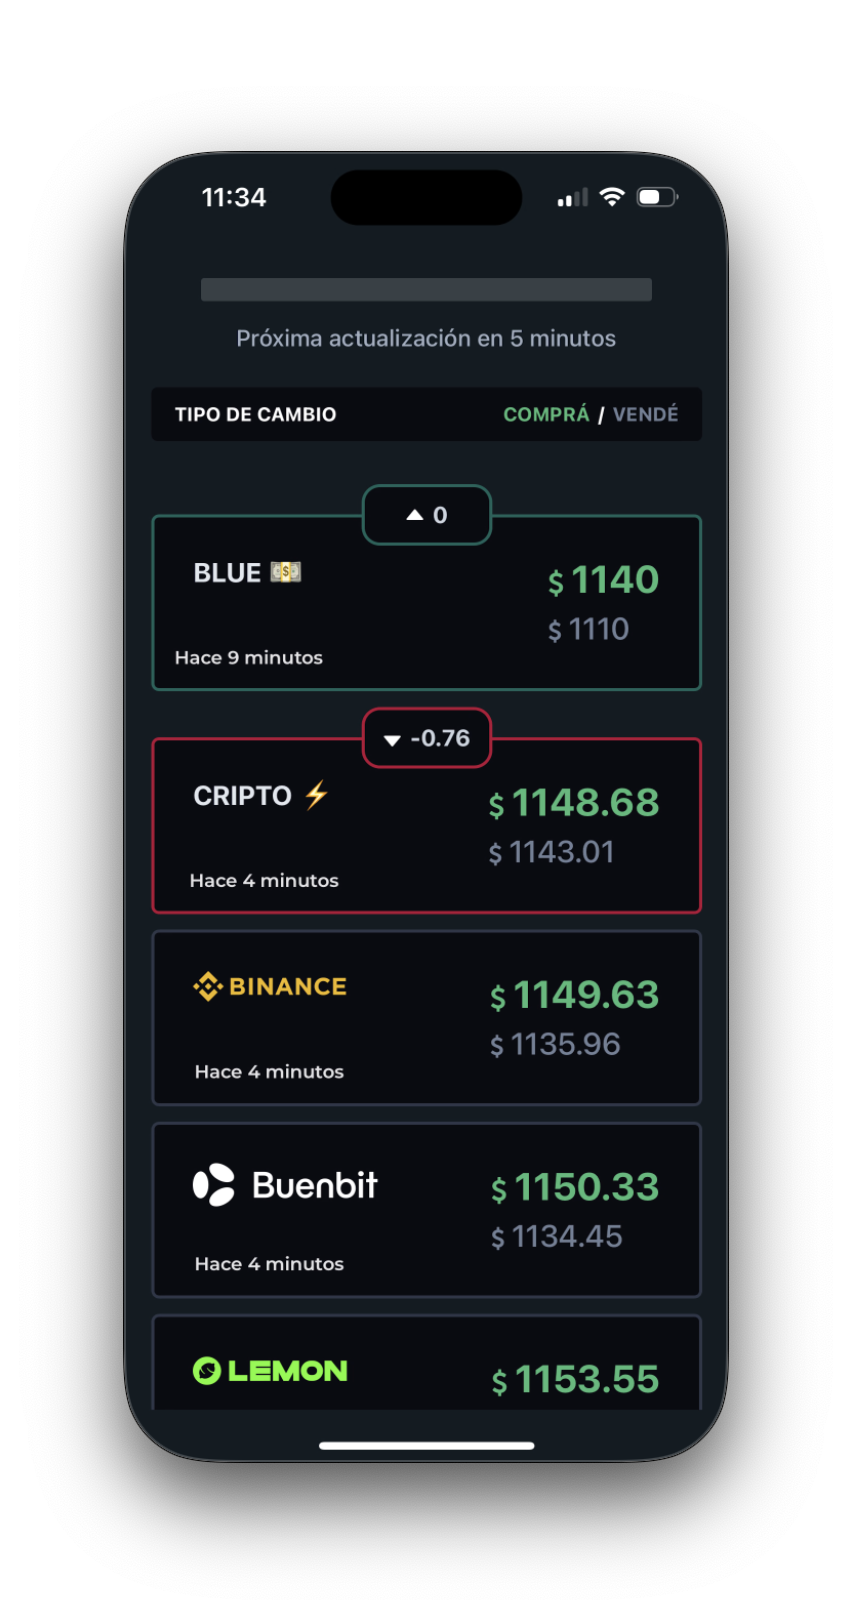 11:34
Próxima actualización en 5 minutos
TIPO DE CAMBIO COMPRÁ / VENDÉ
▲ 0
BLUE 💵 $ 1140
$ 1110
Hace 9 minutos
▼ -0.76
CRIPTO ⚡ $ 1148.68
$ 1143.01
Hace 4 minutos
BINANCE $ 1149.63
$ 1135.96
Hace 4 minutos
Buenbit $ 1150.33
$ 1134.45
Hace 4 minutos
LEMON $ 1153.55